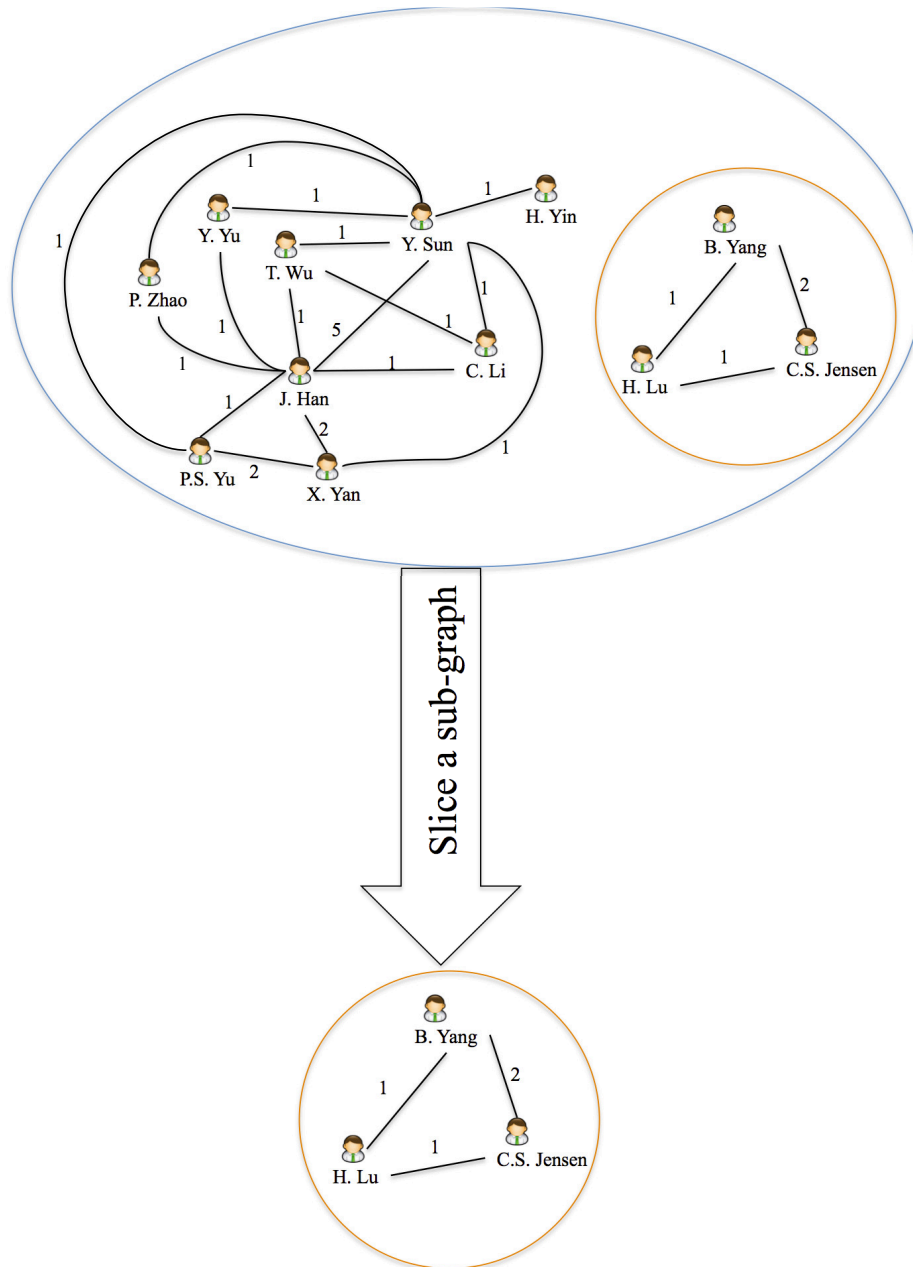 1
1
1
1
H. Yin
Y. Yu
Y. Sun
B. Yang
1
T. Wu
P. Zhao
1
2
1
1
5
1
1
1
1
C. Li
1
H. Lu
C.S. Jensen
J. Han
1
2
2
1
P.S. Yu
X. Yan
Slice a sub-graph
B. Yang
1
2
1
H. Lu
C.S. Jensen